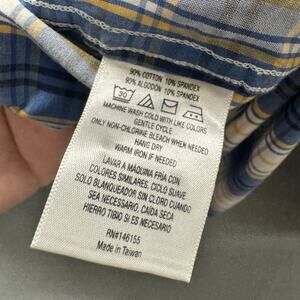 90% COTTON 10% SPANDEX
90% ALGODÓN 10% SPANDEX
30
MACHINE WASH COLD WITH LIKE COLORS
GENTLE CYCLE
ONLY NON-CHLORINE BLEACH WHEN NEEDED
HANG DRY
WARM IRON IF NEEDED
LAVAR A MAQUINA FRIA CON
COLORES SIMILARES, CICLO SUAVE
SOLO BLANQUEADOR SIN CLORO CUANDO
SEA NECESARIO, CAIDA SECA
HIERRO TIBIO SI ES NECESARIO
RN#146155
Made in Taiwan